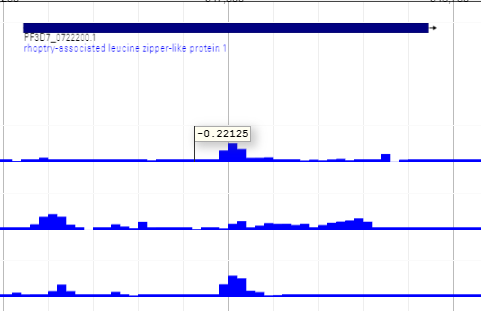 PF3D7_0722200.1
rhoptry-associated leucine zipper-like protein 1
-0.22125